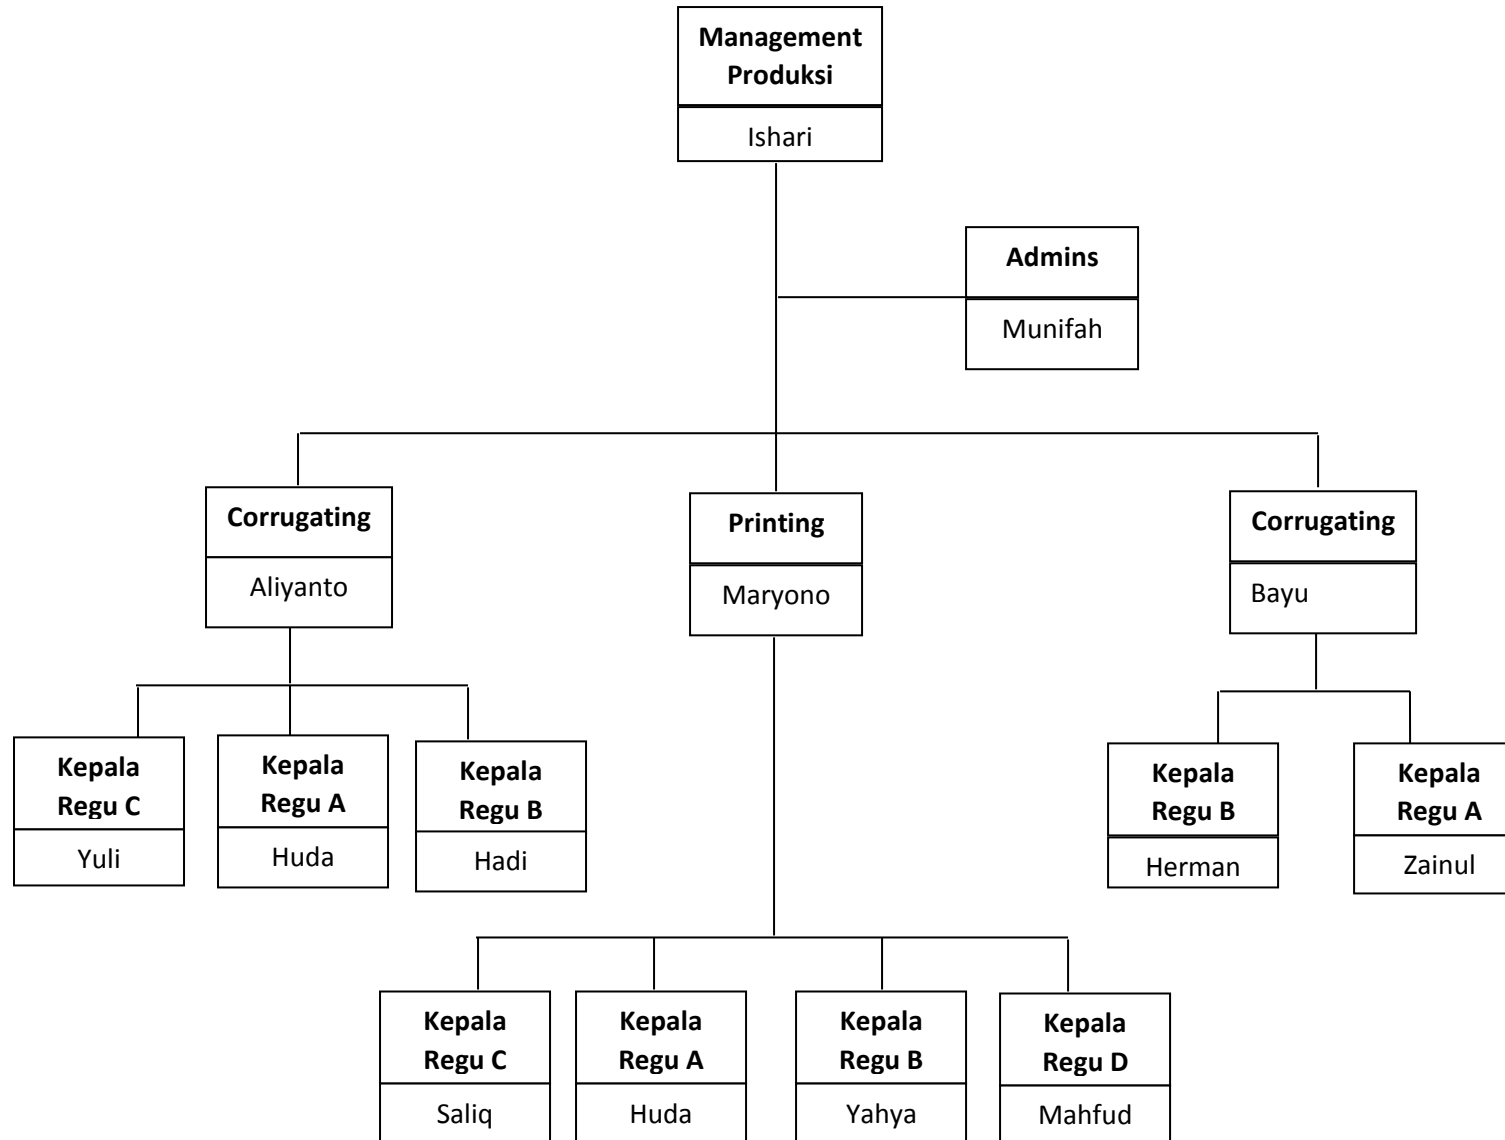 Management
Produksi
Ishari
Admins
Munifah
Corrugating
Aliyanto
Printing
Maryono
Corrugating
Bayu
Kepala
Regu C
Yuli
Kepala
Regu A
Huda
Kepala
Regu B
Hadi
Kepala
Regu B
Herman
Kepala
Regu A
Zainul
Kepala
Regu C
Saliq
Kepala
Regu A
Huda
Kepala
Regu B
Yahya
Kepala
Regu D
Mahfud